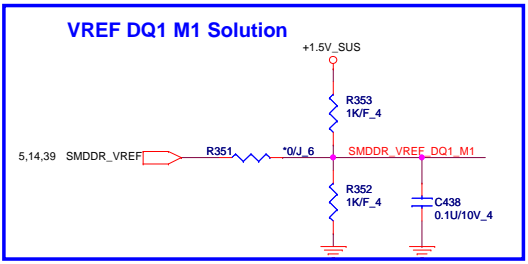 VREF DQ1 M1 Solution
+1.5V_SUS
R353
1K/F_4
5,14,39 SMDDR_VREF
R351 *0/J_6
SMDDR_VREF_DQ1_M1
R352
1K/F_4
C438
0.1U/10V_4